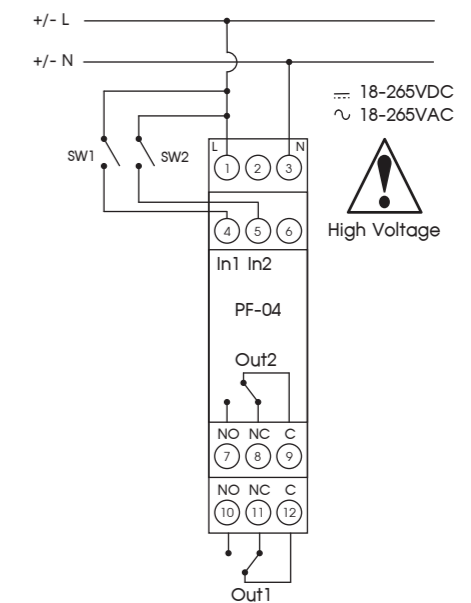 +/- L
+/- N
⎓ 18-265VDC
∿ 18-265VAC
SW1 SW2
L N
1 2 3
High Voltage
4 5 6
In1 In2
PF-04
Out2
NO NC C
7 8 9
NO NC C
10 11 12
Out1